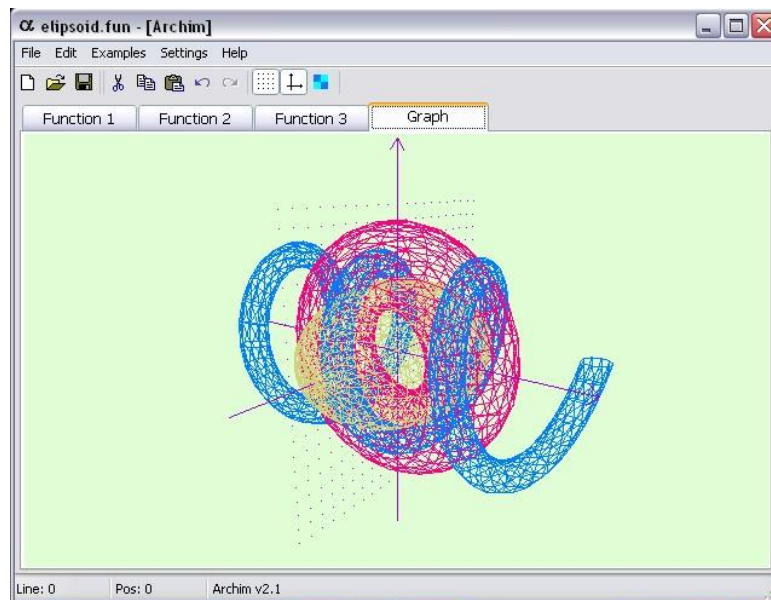 α elipsoid.fun - [Archim]
File Edit Examples Settings Help
Function 1 Function 2 Function 3 Graph
Line: 0 Pos: 0 Archim v2.1